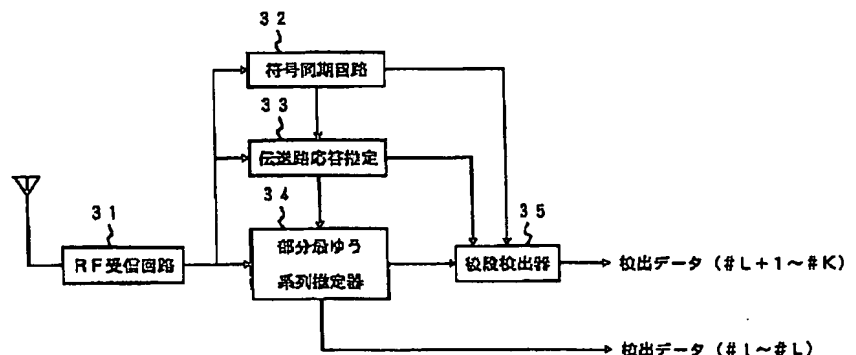 ３２
符号同期回路
３３
伝送路応答推定
３４
３１
ＲＦ受信回路
部分最ゆう
系列推定器
３５
後段検出器
検出データ（＃Ｌ＋１～＃Ｋ）
検出データ（＃１～＃Ｌ）